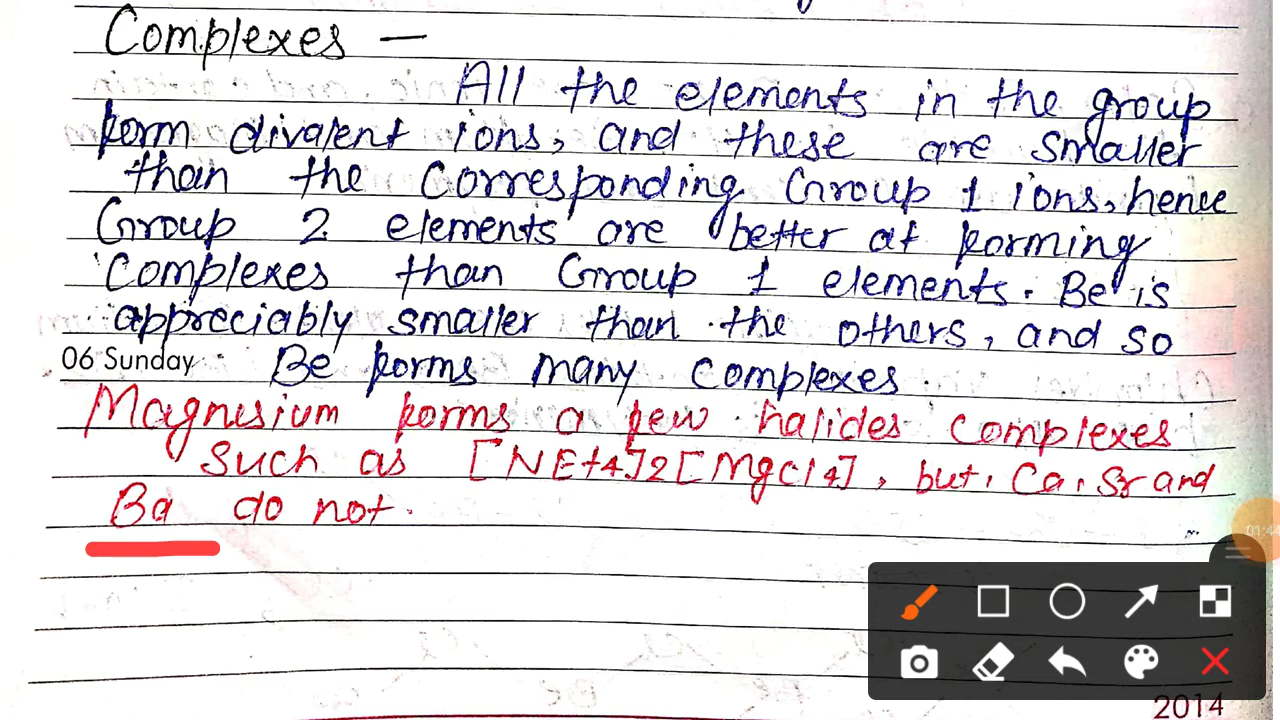 Complexes —
All the elements in the group
form divalent ions, and these are smaller
than the corresponding Group 1 ions, hence
Group 2 elements are better at forming
complexes than Group 1 elements. Be is
appreciably smaller than the others, and so
06 Sunday Be forms many complexes.
Magnesium forms a few halides complexes
such as [NEt4]2[MgCl4], but, Ca, Sr and
Ba do not.
01:44
2014